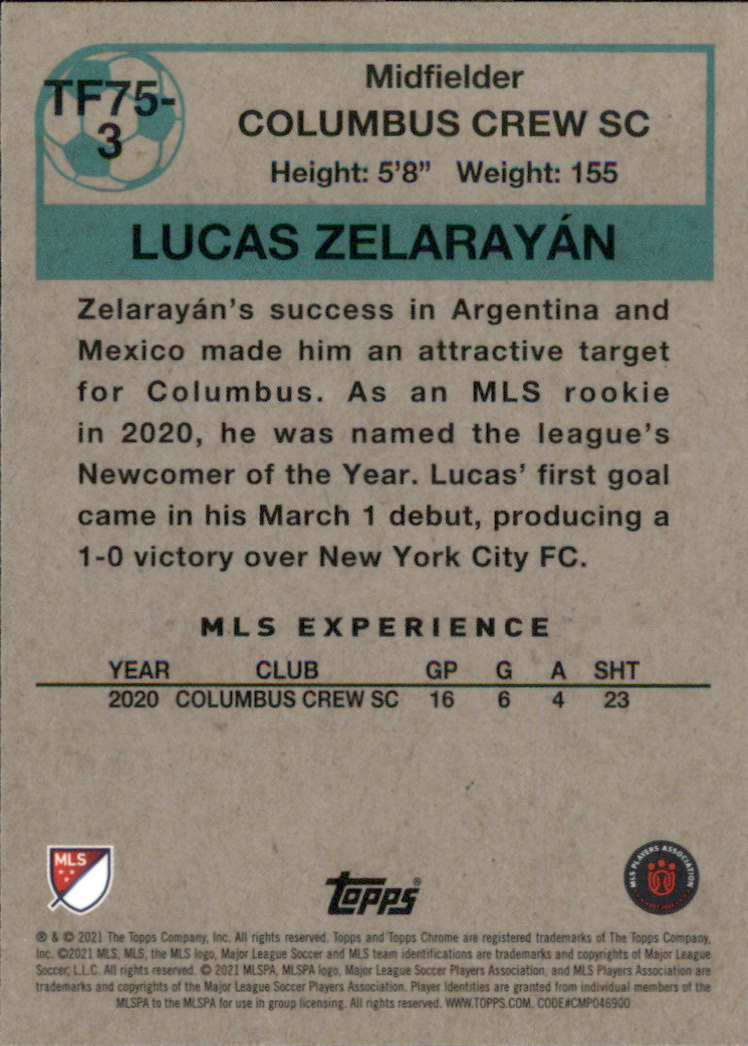 TF75-
3
Midfielder
COLUMBUS CREW SC
Height: 5'8" Weight: 155
LUCAS ZELARAYÁN
Zelarayán's success in Argentina and
Mexico made him an attractive target
for Columbus. As an MLS rookie
in 2020, he was named the league's
Newcomer of the Year. Lucas' first goal
came in his March 1 debut, producing a
1-0 victory over New York City FC.
MLS EXPERIENCE
YEAR CLUB GP G A SHT
2020 COLUMBUS CREW SC 16 6 4 23
MLS
Topps®
MLS PLAYERS ASSOCIATION
® & © 2021 The Topps Company, Inc. All rights reserved. Topps and Topps Chrome are registered trademarks of The Topps Company,
Inc. ©2021 MLS, MLS, the MLS logo, Major League Soccer and MLS team identifications are trademarks and copyrights of Major League
Soccer, L.L.C. All rights reserved. © 2021 MLSPA, MLSPA logo, Major League Soccer Players Association, and MLS Players Association are
trademarks and copyrights of the Major League Soccer Players Association. Player Identities are granted from individual members of the
MLSPA to the MLSPA for use in group licensing. All rights reserved. WWW.TOPPS.COM. CODE#CMP046900